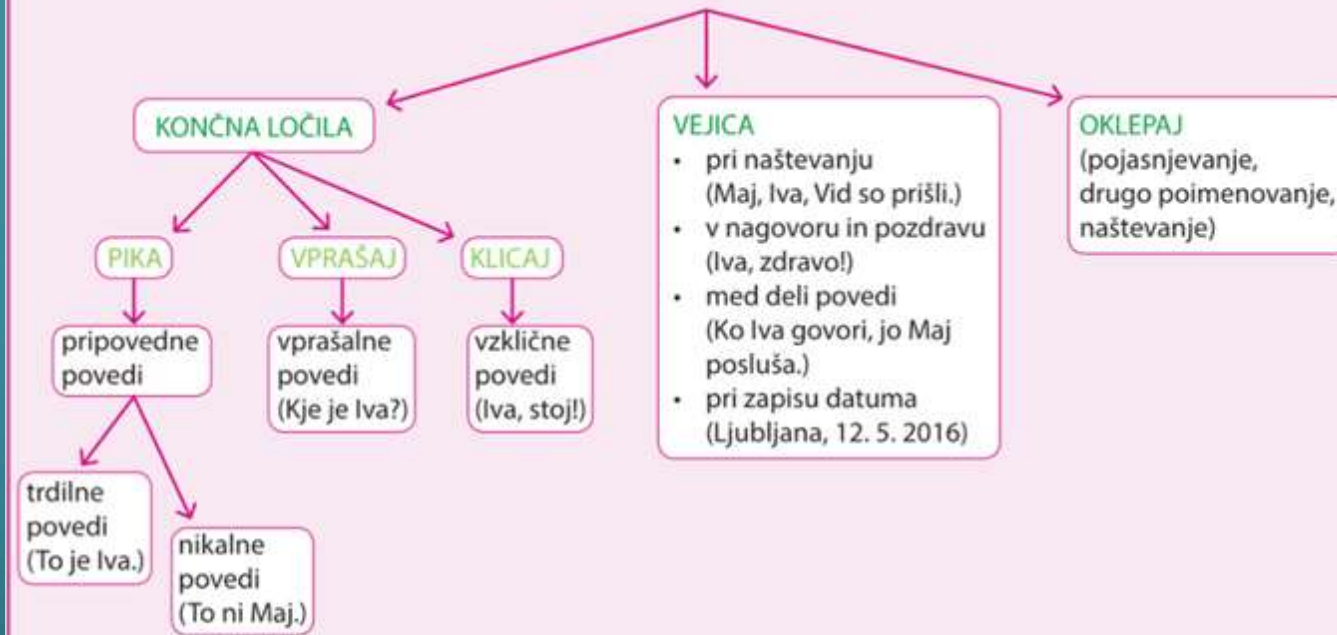 KONČNA LOČILA
PIKA
VPRAŠAJ
KLICAJ
pripovedne
povedi
vprašalne
povedi
(Kje je Iva?)
vzklične
povedi
(Iva, stoj!)
trdilne
povedi
(To je Iva.)
nikalne
povedi
(To ni Maj.)
VEJICA
• pri naštevanju
(Maj, Iva, Vid so prišli.)
• v nagovoru in pozdravu
(Iva, zdravo!)
• med deli povedi
(Ko Iva govori, jo Maj
posluša.)
• pri zapisu datuma
(Ljubljana, 12. 5. 2016)
OKLEPAJ
(pojasnjevanje,
drugo poimenovanje,
naštevanje)